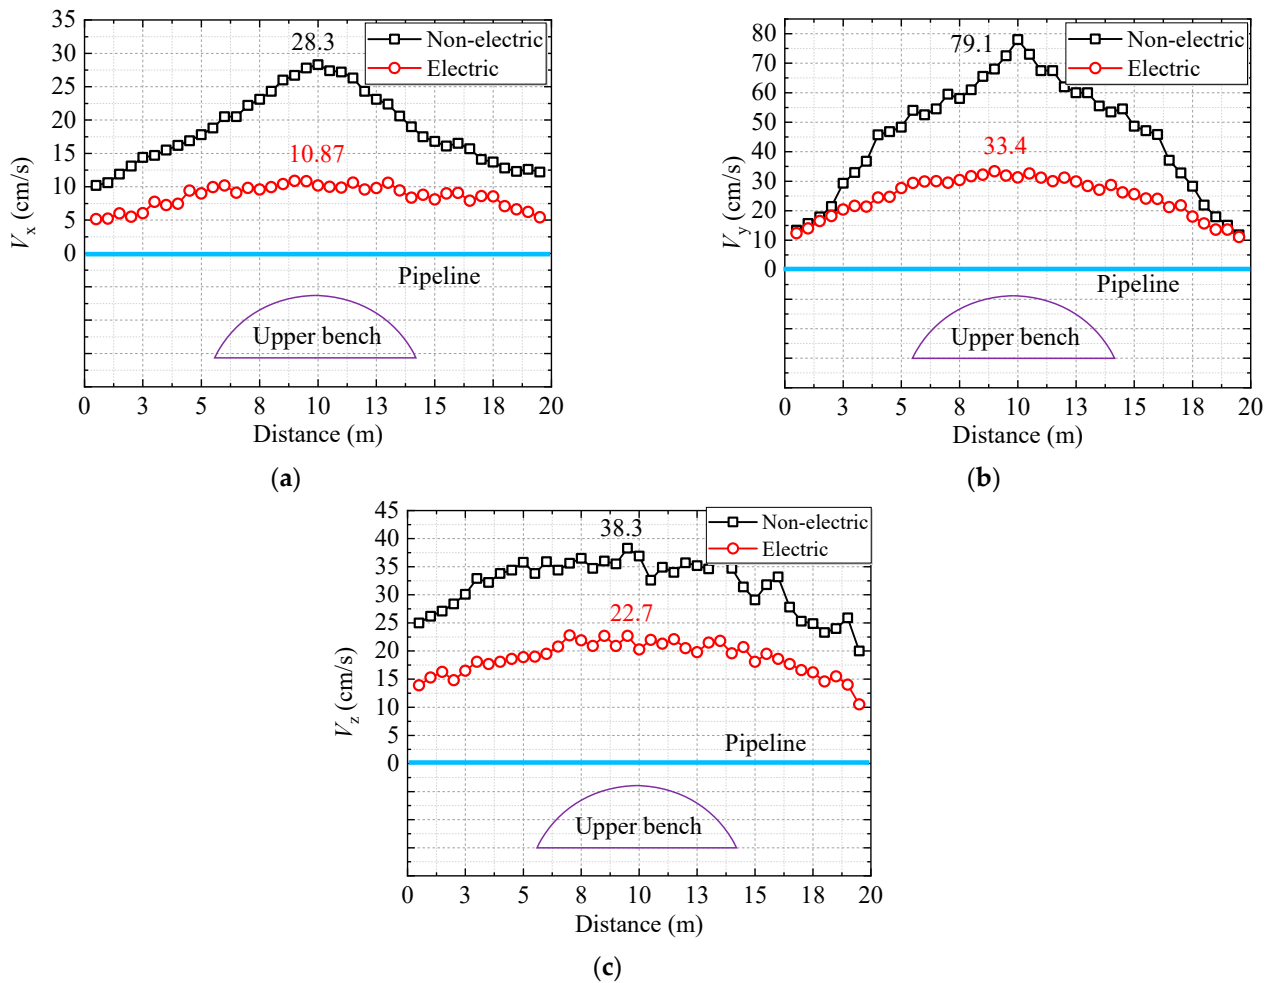 35
30
25
20
15
10
5
0
V_x (cm/s)
28.3
10.87
Non-electric
Electric
Pipeline
Upper bench
0 3 5 8 10 13 15 20
Distance (m)
(a)
80
70
60
50
40
30
20
10
0
V_y (cm/s)
79.1
33.4
Non-electric
Electric
Pipeline
Upper bench
0 3 5 8 10 13 15 18 20
Distance (m)
(b)
45
40
35
30
25
20
15
10
5
0
V_z (cm/s)
38.3
22.7
Non-electric
Electric
Pipeline
Upper bench
0 3 5 8 10 13 15 18 20
Distance (m)
(c)